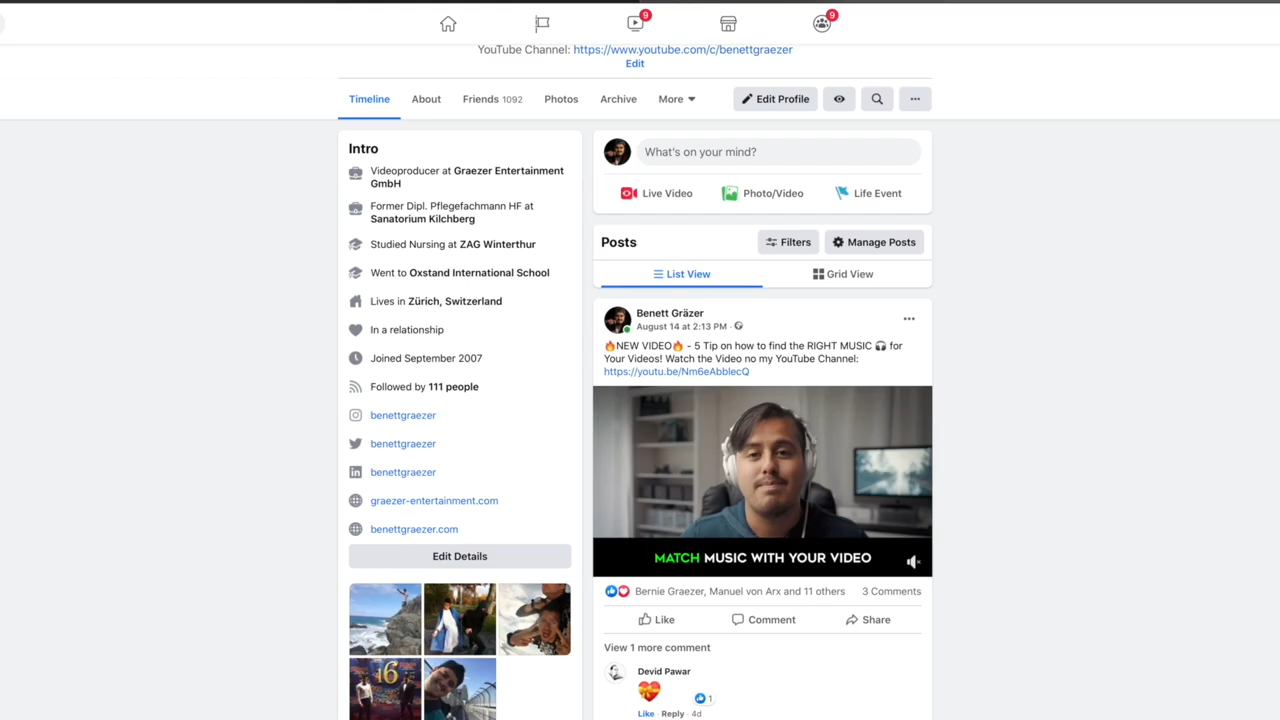 9
9
YouTube Channel: https://www.youtube.com/c/benettgraezer
Edit
Timeline
About
Friends 1092
Photos
Archive
More
Edit Profile
Intro
Videoproducer at Graezer Entertainment
GmbH
Former Dipl. Pflegefachmann HF at
Sanatorium Kilchberg
Studied Nursing at ZAG Winterthur
Went to Oxstand International School
Lives in Zürich, Switzerland
In a relationship
Joined September 2007
Followed by 111 people
benettgraezer
benettgraezer
benettgraezer
graezer-entertainment.com
benettgraezer.com
Edit Details
16
What's on your mind?
Live Video
Photo/Video
Life Event
Posts
Filters
Manage Posts
List View
Grid View
Benett Gräzer
August 14 at 2:13 PM ·
🔥NEW VIDEO🔥 - 5 Tip on how to find the RIGHT MUSIC 🎧 for
Your Videos! Watch the Video no my YouTube Channel:
https://youtu.be/Nm6eAbblecQ
MATCH MUSIC WITH YOUR VIDEO
Bernie Graezer, Manuel von Arx and 11 others
3 Comments
Like
Comment
Share
View 1 more comment
Devid Pawar
1
Like · Reply · 4d